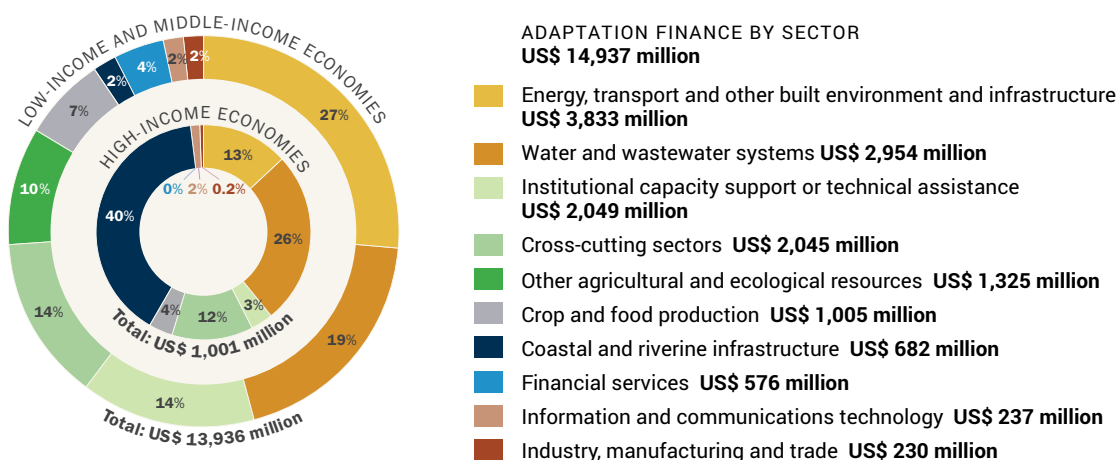 LOW-INCOME AND MIDDLE-INCOME ECONOMIES
27%
19%
14%
14%
10%
7%
2%
4%
2%
2%
Total: US$ 13,936 million
HIGH-INCOME ECONOMIES
13%
26%
3%
12%
4%
40%
0% 2% 0.2%
Total: US$ 1,001 million
ADAPTATION FINANCE BY SECTOR
US$ 14,937 million
Energy, transport and other built environment and infrastructure
US$ 3,833 million
Water and wastewater systems US$ 2,954 million
Institutional capacity support or technical assistance
US$ 2,049 million
Cross-cutting sectors US$ 2,045 million
Other agricultural and ecological resources US$ 1,325 million
Crop and food production US$ 1,005 million
Coastal and riverine infrastructure US$ 682 million
Financial services US$ 576 million
Information and communications technology US$ 237 million
Industry, manufacturing and trade US$ 230 million